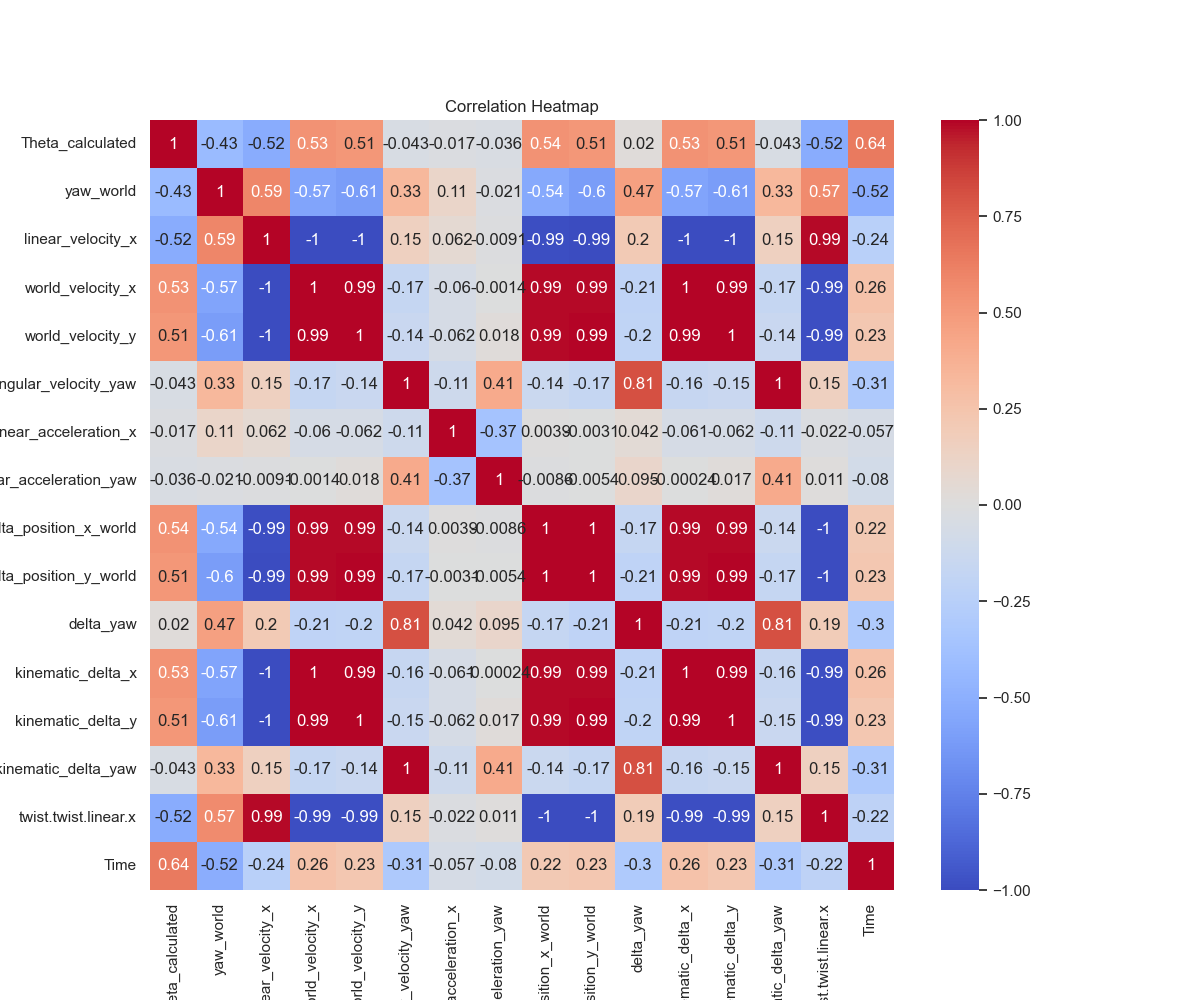 Correlation Heatmap
Theta_calculated 1 -0.43 -0.52 0.53 0.51 -0.043 -0.017 -0.036 0.54 0.51 0.02 0.53 0.51 -0.043 -0.52 0.64
yaw_world -0.43 1 0.59 -0.57 -0.61 0.33 0.11 -0.021 -0.54 -0.6 0.47 -0.57 -0.61 0.33 0.57 -0.52
linear_velocity_x -0.52 0.59 1 -1 -1 0.15 0.062 -0.0091 -0.99 -0.99 0.2 -1 -1 0.15 0.99 -0.24
world_velocity_x 0.53 -0.57 -1 1 0.99 -0.17 -0.06 -0.0014 0.99 0.99 -0.21 1 0.99 -0.17 -0.99 0.26
world_velocity_y 0.51 -0.61 -1 0.99 1 -0.14 -0.062 0.018 0.99 0.99 -0.2 0.99 1 -0.14 -0.99 0.23
ngular_velocity_yaw -0.043 0.33 0.15 -0.17 -0.14 1 -0.11 0.41 -0.14 -0.17 0.81 -0.16 -0.15 1 0.15 -0.31
near_acceleration_x -0.017 0.11 0.062 -0.06 -0.062 -0.11 1 -0.37 0.0039 -0.0031 0.042 -0.061 -0.062 -0.11 -0.022 -0.057
ar_acceleration_yaw -0.036 -0.021 -0.0091 -0.0014 0.018 0.41 -0.37 1 -0.0086 -0.0054 0.095 0.00024 0.017 0.41 0.011 -0.08
lta_position_x_world 0.54 -0.54 -0.99 0.99 0.99 -0.14 0.0039 -0.0086 1 1 -0.17 0.99 0.99 -0.14 -1 0.22
lta_position_y_world 0.51 -0.6 -0.99 0.99 0.99 -0.17 -0.0031 -0.0054 1 1 -0.21 0.99 0.99 -0.17 -1 0.23
delta_yaw 0.02 0.47 0.2 -0.21 -0.2 0.81 0.042 0.095 -0.17 -0.21 1 -0.21 -0.2 0.81 0.19 -0.3
kinematic_delta_x 0.53 -0.57 -1 1 0.99 -0.16 -0.061 0.00024 0.99 0.99 -0.21 1 0.99 -0.16 -0.99 0.26
kinematic_delta_y 0.51 -0.61 -1 0.99 1 -0.15 -0.062 0.017 0.99 0.99 -0.2 0.99 1 -0.15 -0.99 0.23
kinematic_delta_yaw -0.043 0.33 0.15 -0.17 -0.14 1 -0.11 0.41 -0.14 -0.17 0.81 -0.16 -0.15 1 0.15 -0.31
twist.twist.linear.x -0.52 0.57 0.99 -0.99 -0.99 0.15 -0.022 0.011 -1 -1 0.19 -0.99 -0.99 0.15 1 -0.22
Time 0.64 -0.52 -0.24 0.26 0.23 -0.31 -0.057 -0.08 0.22 0.23 -0.3 0.26 0.23 -0.31 -0.22 1
eta_calculated
yaw_world
ear_velocity_x
rld_velocity_x
rld_velocity_y
_velocity_yaw
acceleration_x
eleration_yaw
sition_x_world
sition_y_world
delta_yaw
matic_delta_x
matic_delta_y
tic_delta_yaw
st.twist.linear.x
Time
1.00
0.75
0.50
0.25
0.00
−0.25
−0.50
−0.75
−1.00